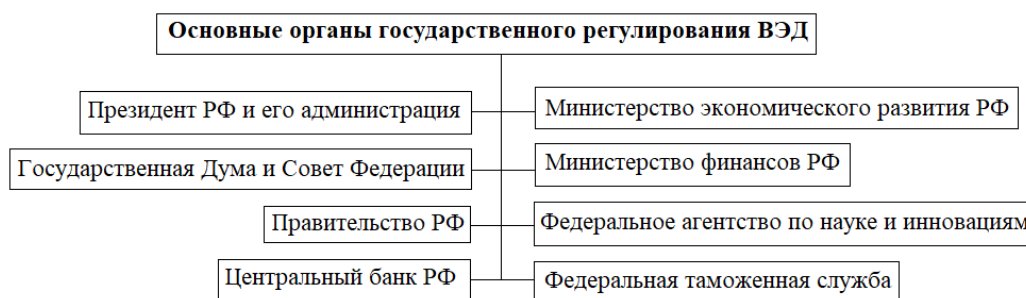 Основные органы государственного регулирования ВЭД
Президент РФ и его администрация
Министерство экономического развития РФ
Государственная Дума и Совет Федерации
Министерство финансов РФ
Правительство РФ
Федеральное агентство по науке и инновациям
Центральный банк РФ
Федеральная таможенная служба